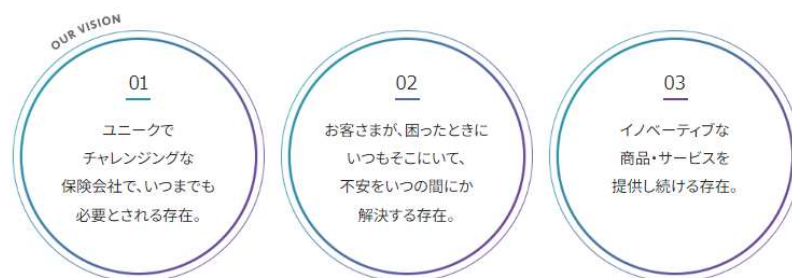 OUR VISION
01
ユニークで
チャレンジングな
保険会社で、いつまでも
必要とされる存在。
02
お客さまが、困ったときに
いつもそこにいて、
不安をいつの間にか
解決する存在。
03
イノベーティブな
商品・サービスを
提供し続ける存在。